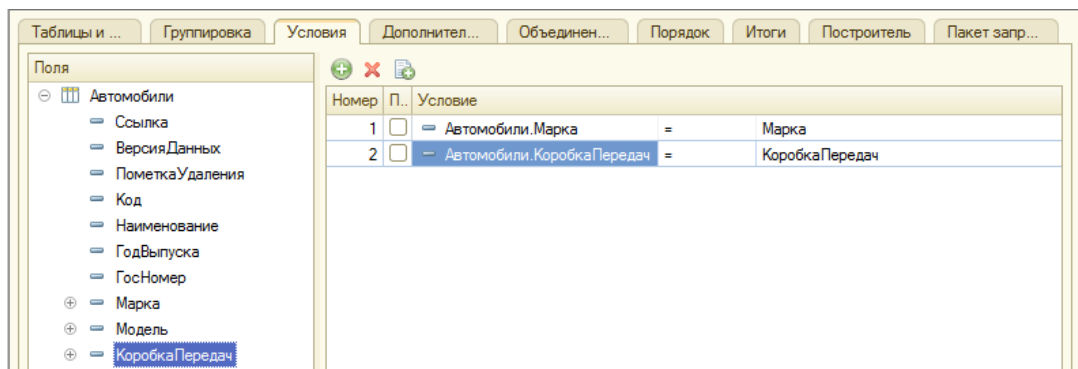 Таблицы и ... Группировка Условия Дополнител... Объединен... Порядок Итоги Построитель Пакет запр...
Поля
Автомобили
Ссылка
ВерсияДанных
ПометкаУдаления
Код
Наименование
ГодВыпуска
ГосНомер
Марка
Модель
КоробкаПередач
Номер П.. Условие
1 Автомобили.Марка = Марка
2 Автомобили.КоробкаПередач = КоробкаПередач